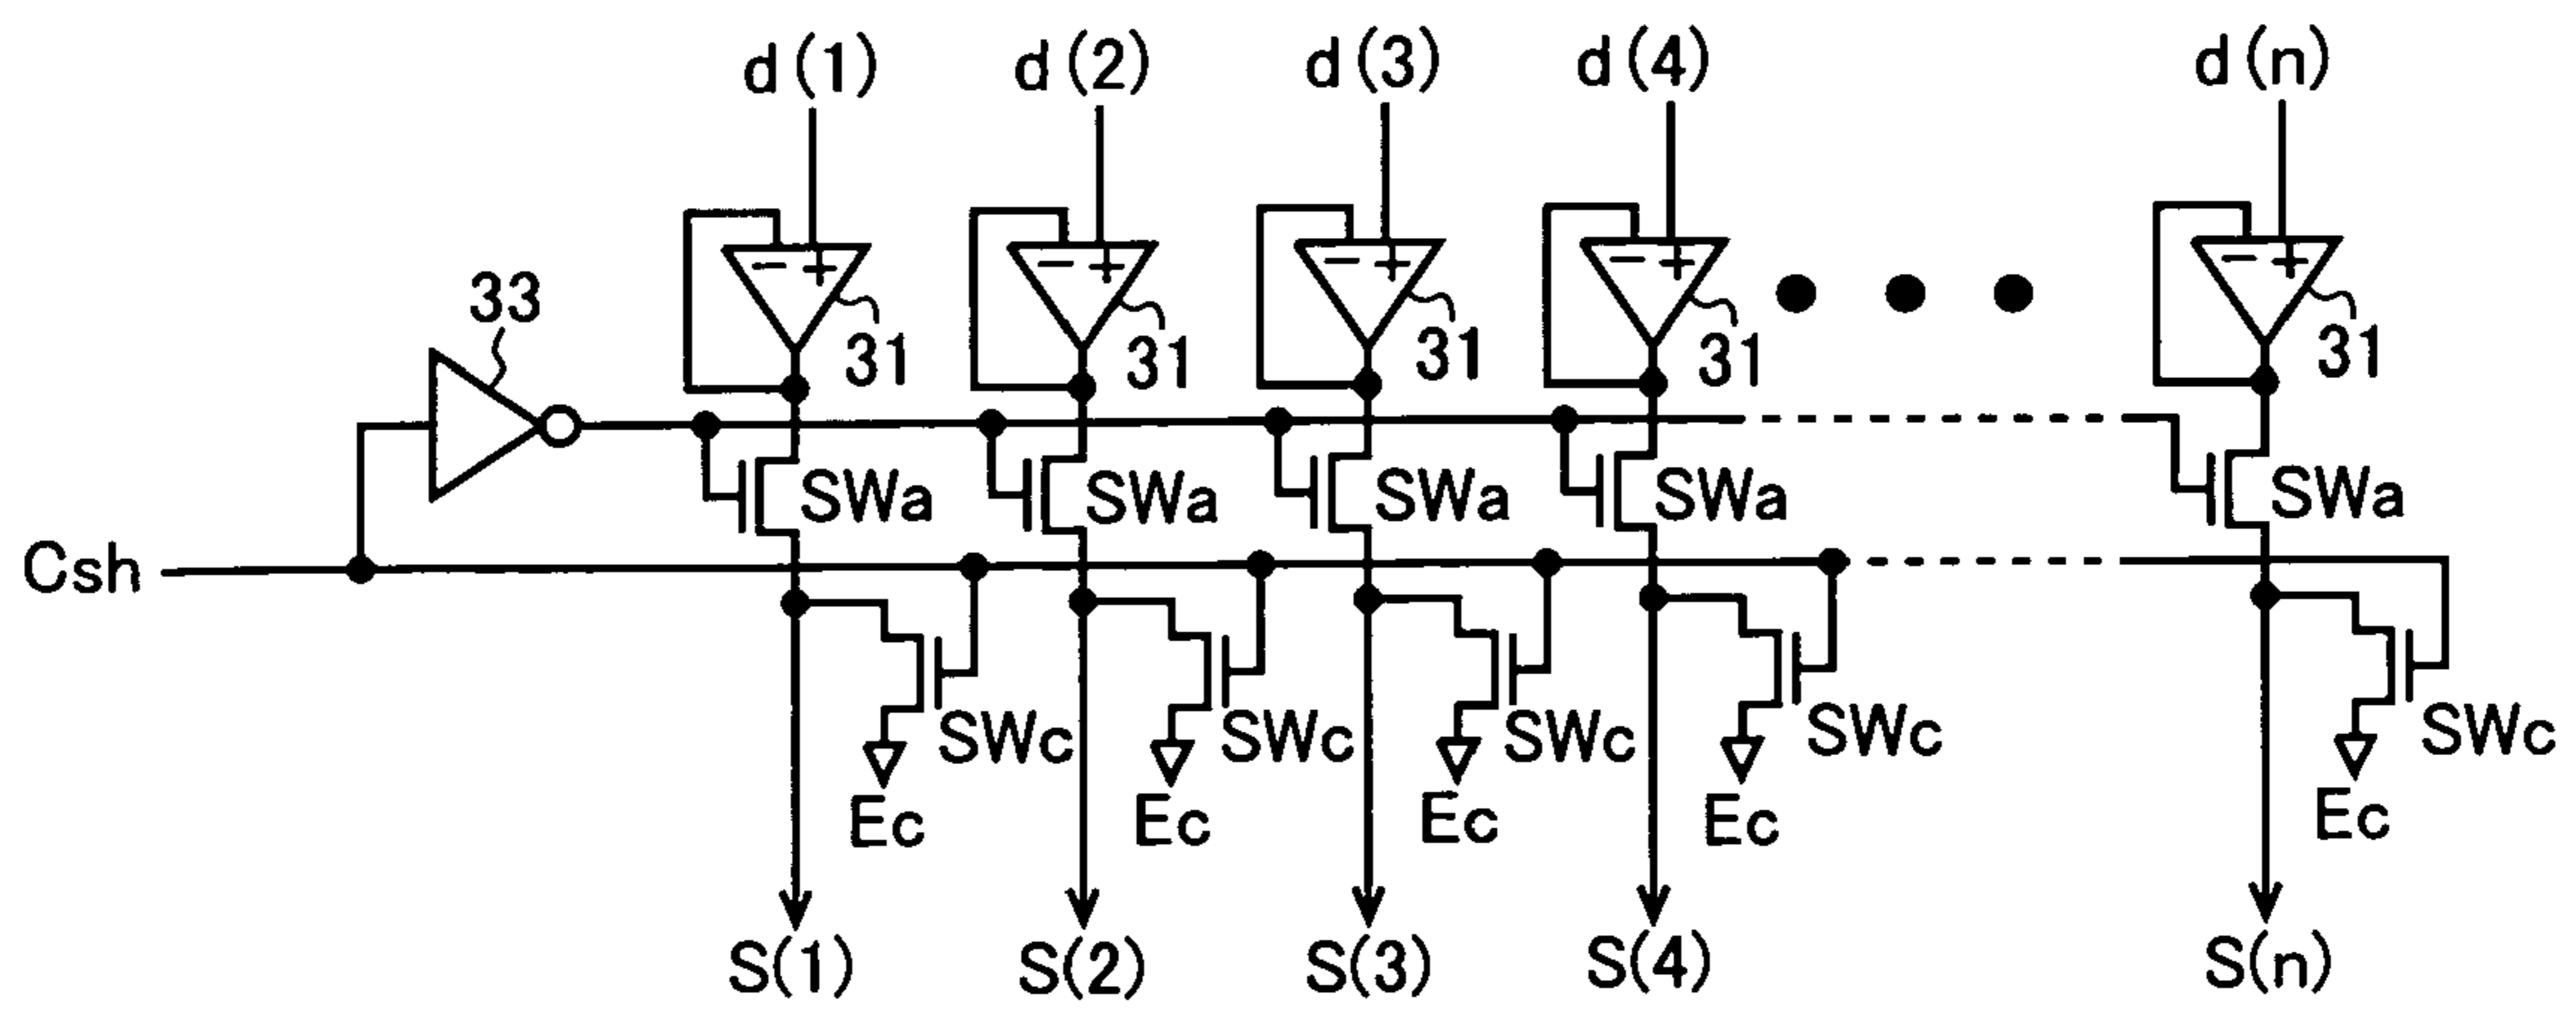 d(1) d(2) d(3) d(4) d(n)
- + - + - + - + - +
33 31 31 31 31 31
SWa SWa SWa SWa SWa
Csh
SWc SWc SWc SWc SWc
Ec Ec Ec Ec Ec
S(1) S(2) S(3) S(4) S(n)